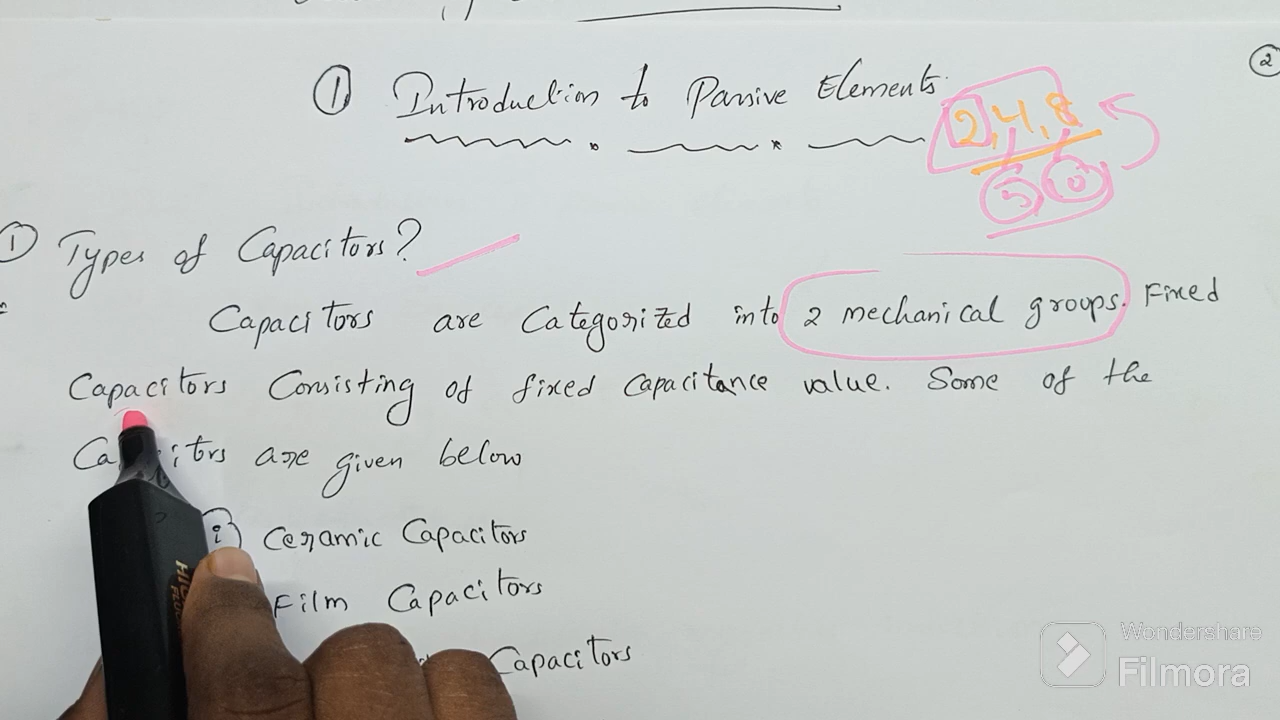 ② 
① Introduction to Passive Elements
2, 4, 8
5 0
① Types of Capacitors?
Capacitors are Categorized into 2 mechanical groups. Fixed
Capacitors Consisting of fixed Capacitance value. Some of the
are given below
i Ceramic Capacitors
Film Capacitors
Capacitors
Wondershare
Filmora